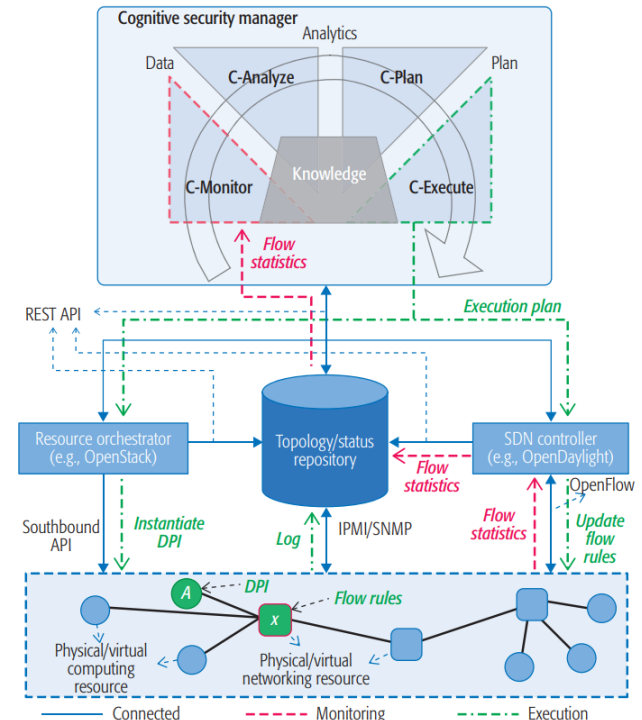 Cognitive security manager
Analytics
Data
Plan
C-Analyze
C-Plan
Knowledge
C-Monitor
C-Execute
Flow
statistics
REST API
Execution plan
Resource orchestrator
(e.g., OpenStack)
Topology/status
repository
SDN controller
(e.g., OpenDaylight)
Flow
statistics
OpenFlow
Southbound
API
Instantiate
DPI
Log
IPMI/SNMP
Flow
statistics
Update
flow
rules
DPI
A
Flow rules
x
Physical/virtual
computing
resource
Physical/virtual
networking resource
Connected
Monitoring
Execution